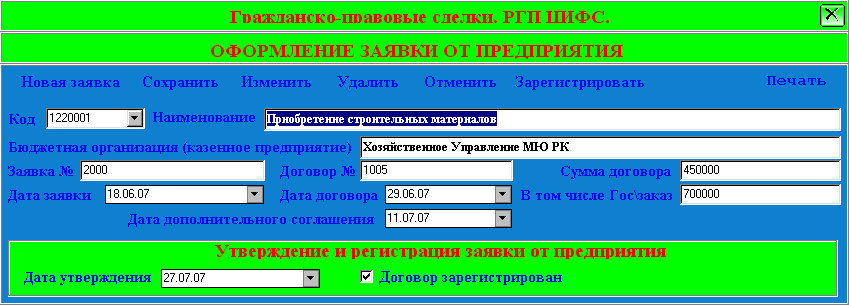 Гражданско-правовые сделки. РГП ЦИФС.
ОФОРМЛЕНИЕ ЗАЯВКИ ОТ ПРЕДПРИЯТИЯ
Новая заявка Сохранить Изменить Удалить Отменить Зарегистрировать Печать
Код 1220001 Наименование Приобретение строительных материалов
Бюджетная организация (казенное предприятие) Хозяйственное Управление МЮ РК
Заявка № 2000 Договор № 1005 Сумма договора 450000
Дата заявки 18.06.07 Дата договора 29.06.07 В том числе Гос\заказ 700000
Дата дополнительного соглашения 11.07.07
Утверждение и регистрация заявки от предприятия
Дата утверждения 27.07.07 Договор зарегистрирован